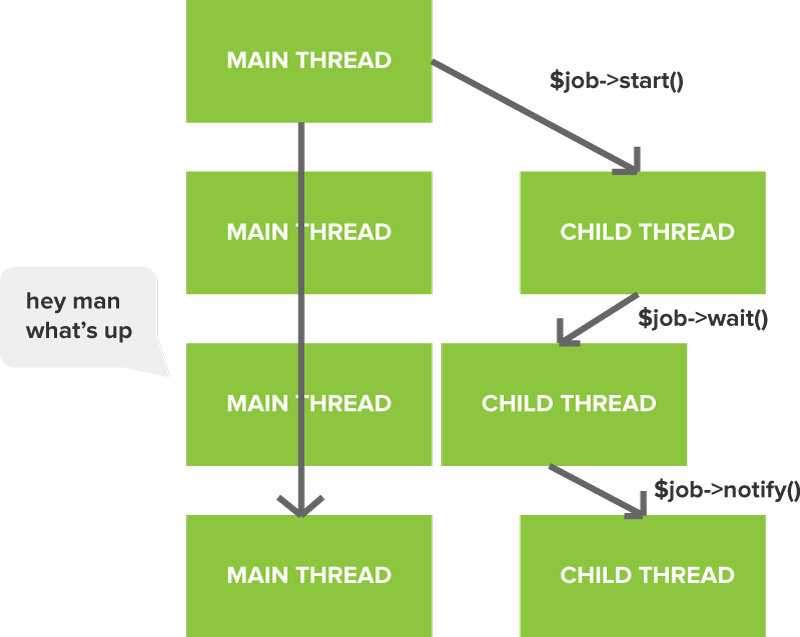 MAIN THREAD
$job->start()
MAIN THREAD
CHILD THREAD
hey man
what's up
$job->wait()
MAIN THREAD
CHILD THREAD
$job->notify()
MAIN THREAD
CHILD THREAD